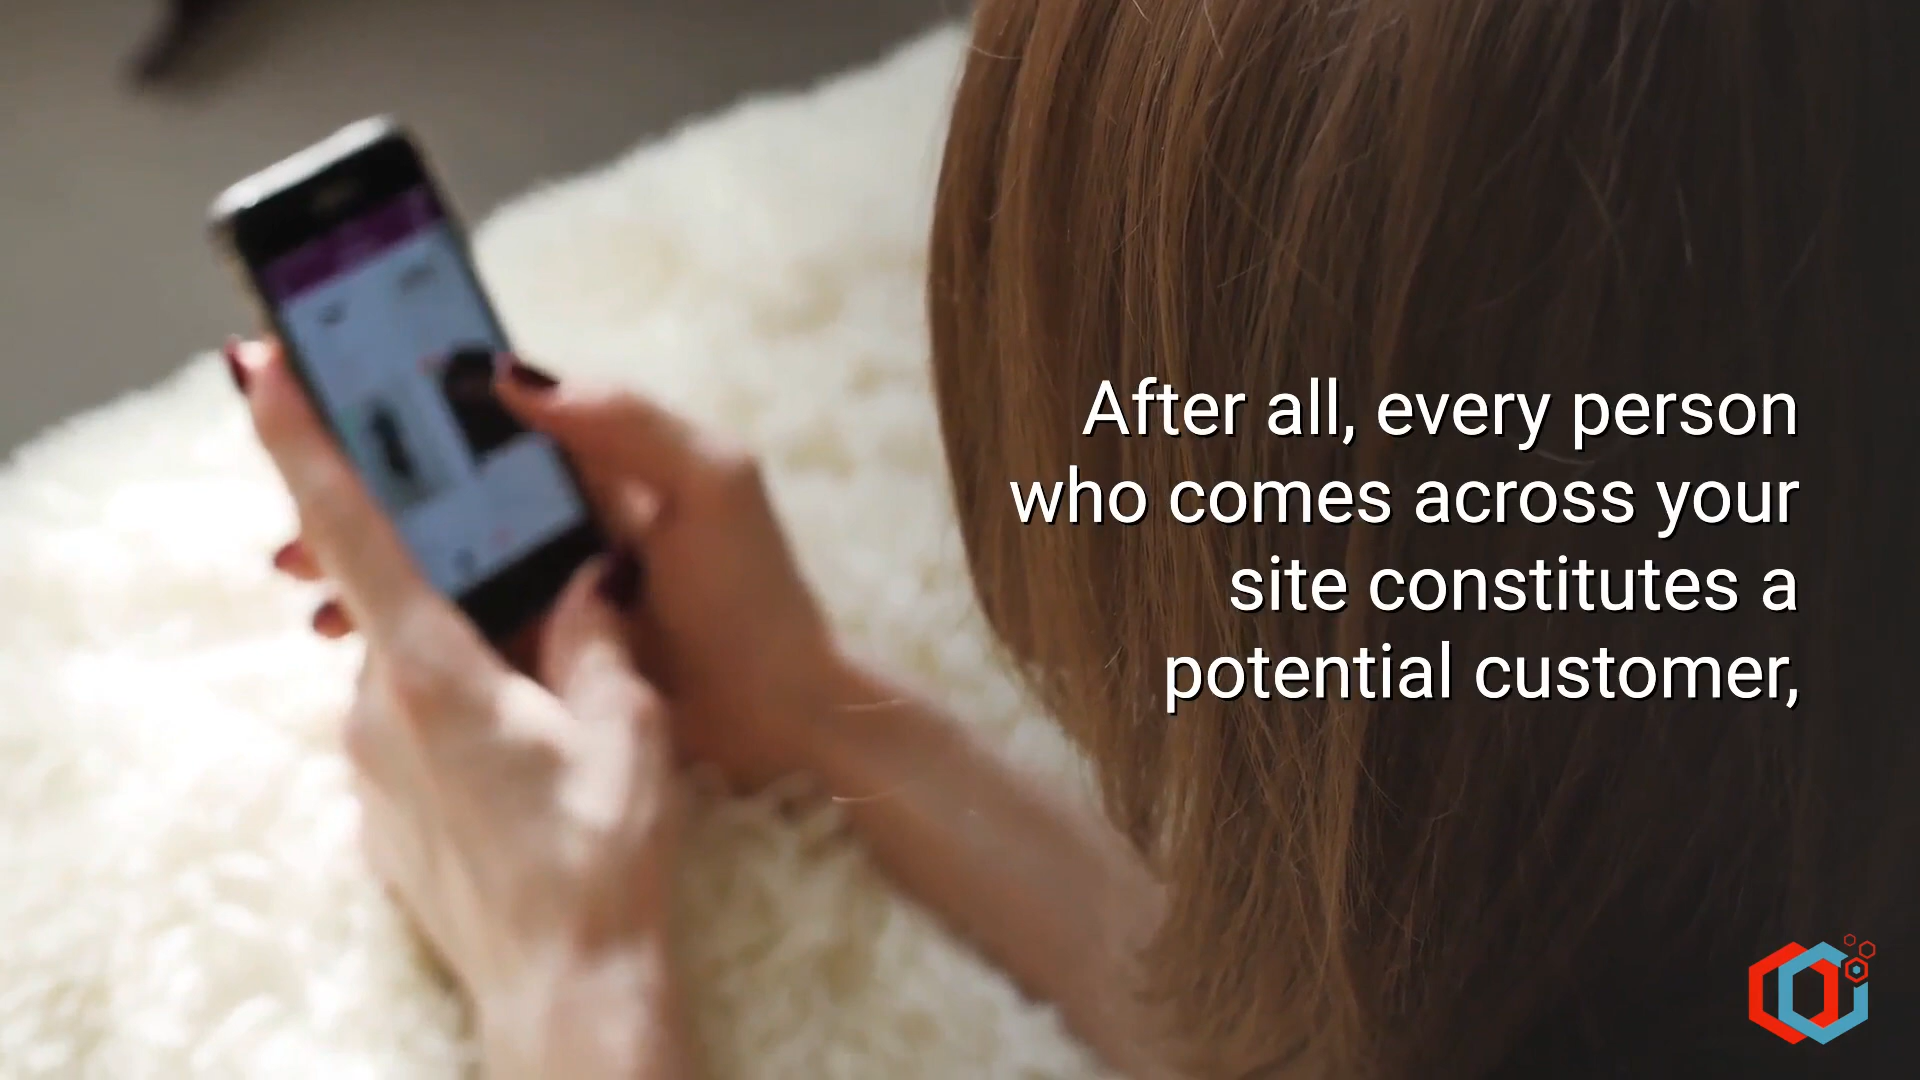 After all, every person
who comes across your
site constitutes a
potential customer,